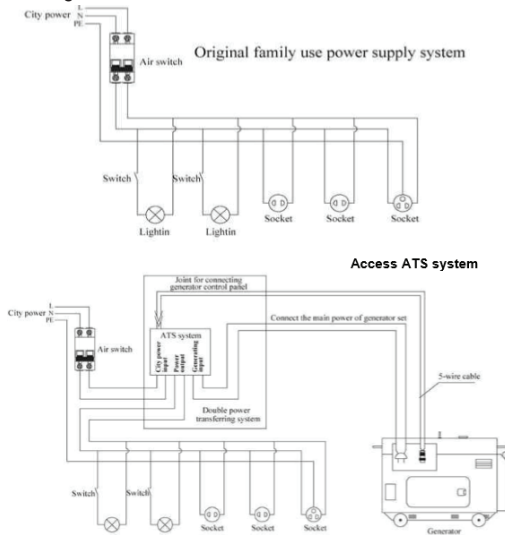 L
City power N
PE
Original family use power supply system
Air switch
Switch
Switch
Socket
Socket
Socket
Lightin
Lightin
Access ATS system
Joint for connecting
generator control panel
L
City power N
PE
Connect the main power of generator set
ATS system
Air switch
City power
input
Power
output
Generating
input
5-wire cable
Double power
transferring system
Switch
Switch
Socket
Socket
Socket
Generator